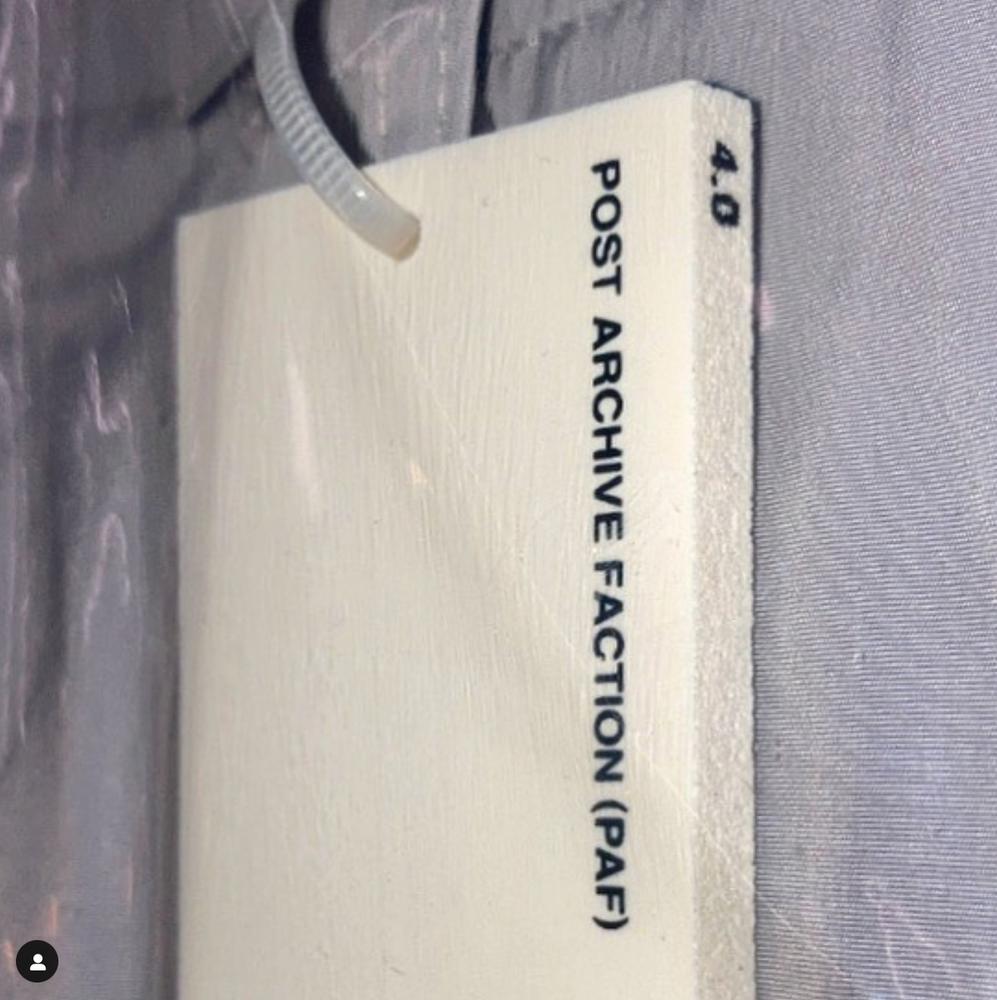 POST ARCHIVE FACTION (PAF)
4.0